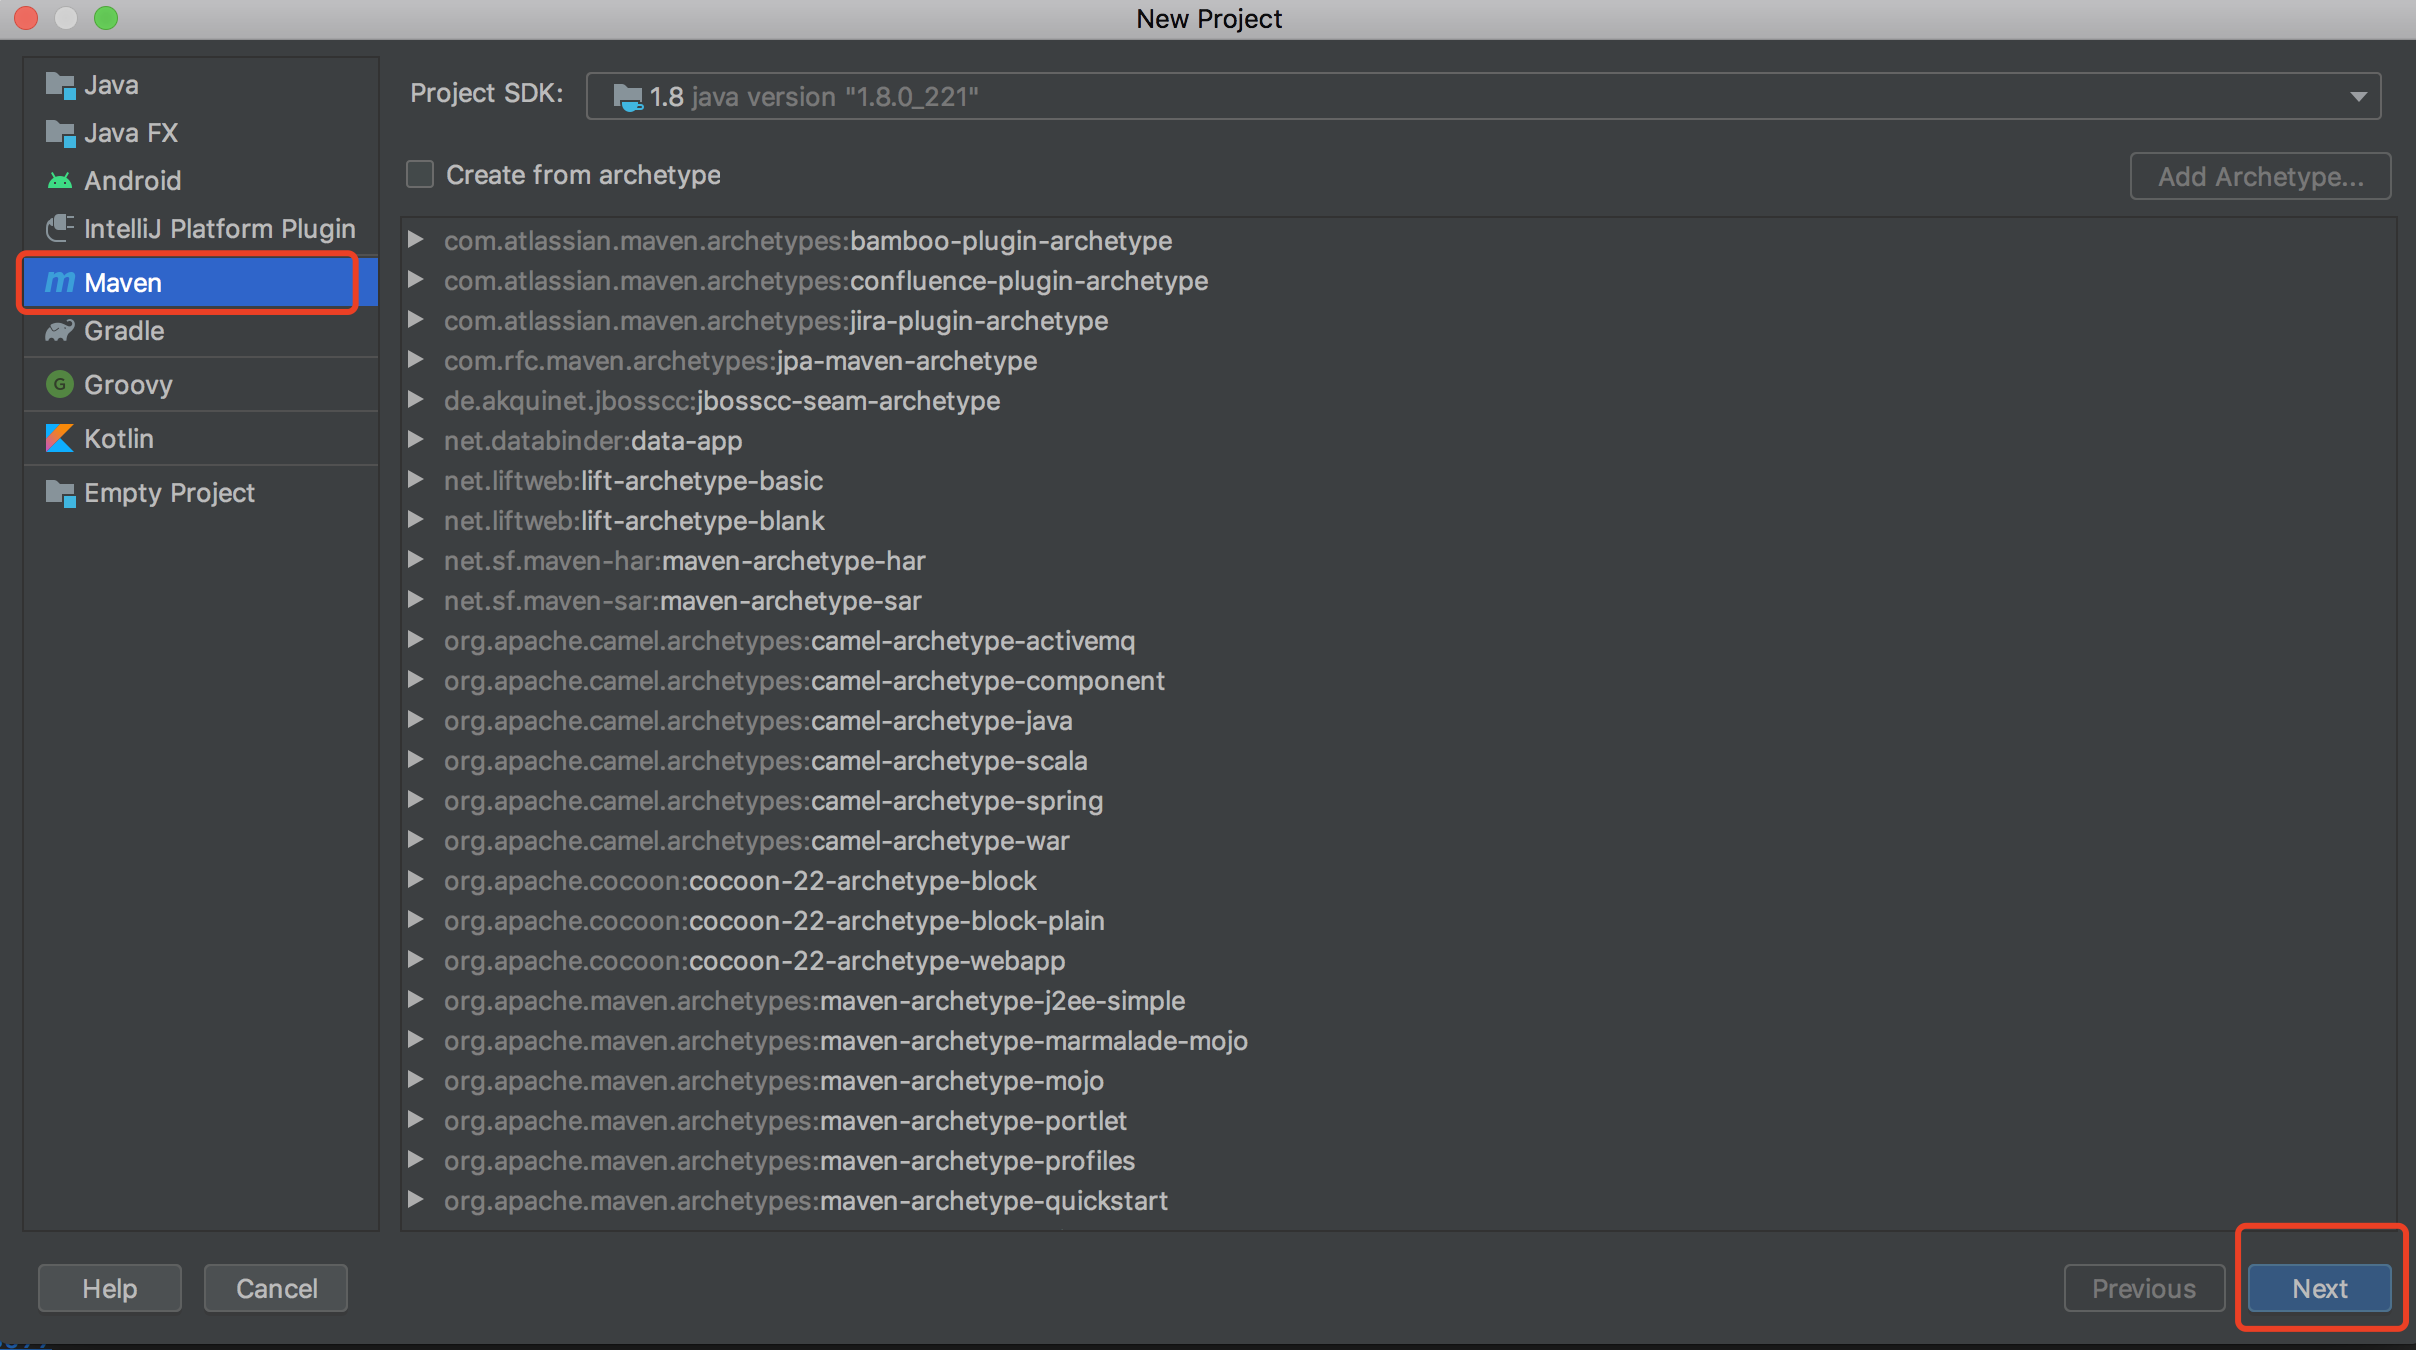 New Project
Java
Java FX
Android
IntelliJ Platform Plugin
Maven
Gradle
Groovy
Kotlin
Empty Project
Project SDK: 1.8 java version "1.8.0_221"
Create from archetype
Add Archetype...
com.atlassian.maven.archetypes:bamboo-plugin-archetype
com.atlassian.maven.archetypes:confluence-plugin-archetype
com.atlassian.maven.archetypes:jira-plugin-archetype
com.rfc.maven.archetypes:jpa-maven-archetype
de.akquinet.jbosscc:jbosscc-seam-archetype
net.databinder:data-app
net.liftweb:lift-archetype-basic
net.liftweb:lift-archetype-blank
net.sf.maven-har:maven-archetype-har
net.sf.maven-sar:maven-archetype-sar
org.apache.camel.archetypes:camel-archetype-activemq
org.apache.camel.archetypes:camel-archetype-component
org.apache.camel.archetypes:camel-archetype-java
org.apache.camel.archetypes:camel-archetype-scala
org.apache.camel.archetypes:camel-archetype-spring
org.apache.camel.archetypes:camel-archetype-war
org.apache.cocoon:cocoon-22-archetype-block
org.apache.cocoon:cocoon-22-archetype-block-plain
org.apache.cocoon:cocoon-22-archetype-webapp
org.apache.maven.archetypes:maven-archetype-j2ee-simple
org.apache.maven.archetypes:maven-archetype-marmalade-mojo
org.apache.maven.archetypes:maven-archetype-mojo
org.apache.maven.archetypes:maven-archetype-portlet
org.apache.maven.archetypes:maven-archetype-profiles
org.apache.maven.archetypes:maven-archetype-quickstart
Help
Cancel
Previous
Next